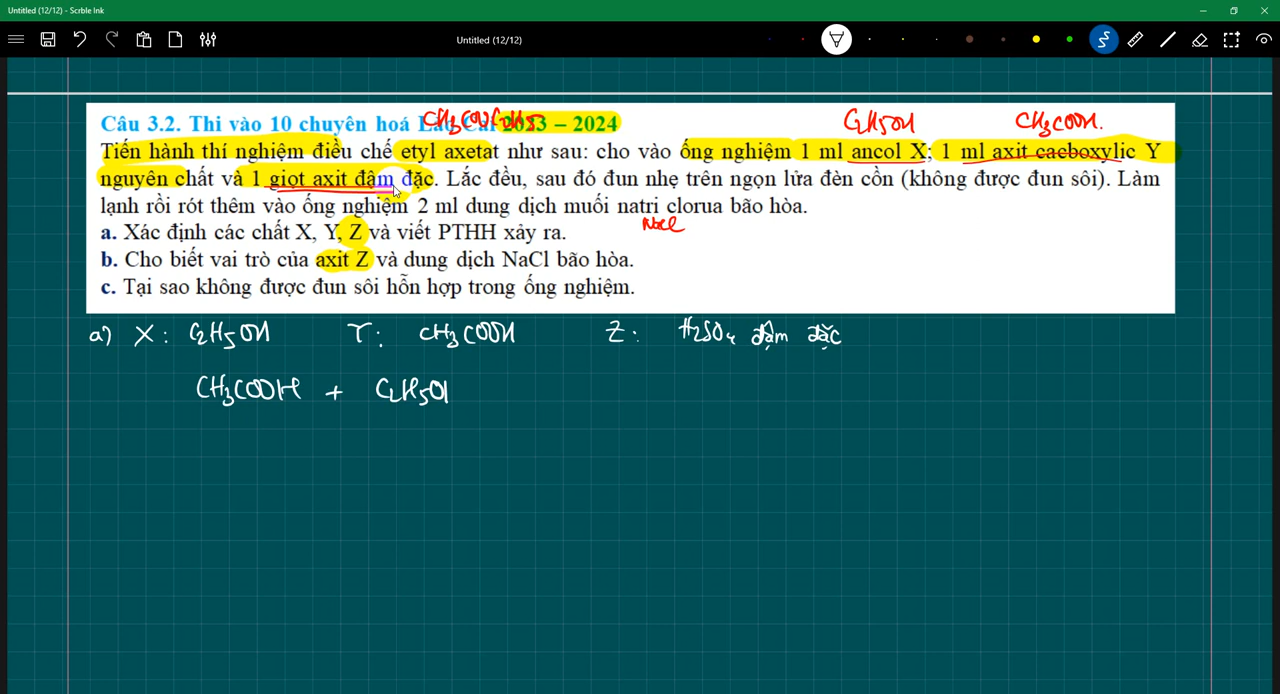 Untitled (12/12) - Scrble Ink
Untitled (12/12)
Câu 3.2. Thi vào 10 chuyên hoá Lào Cai 2023 – 2024
CH3COOC2H5
C2H5OH
CH3COOH.
Tiến hành thí nghiệm điều chế etyl axetat như sau: cho vào ống nghiệm 1 ml ancol X; 1 ml axit cacboxylic Y
nguyên chất và 1 giọt axit đậm đặc. Lắc đều, sau đó đun nhẹ trên ngọn lửa đèn cồn (không được đun sôi). Làm
lạnh rồi rót thêm vào ống nghiệm 2 ml dung dịch muối natri clorua bão hòa.
NaCl
a. Xác định các chất X, Y, Z và viết PTHH xảy ra.
b. Cho biết vai trò của axit Z và dung dịch NaCl bão hòa.
c. Tại sao không được đun sôi hỗn hợp trong ống nghiệm.
a) X: C2H5OH Y: CH3COOH Z: H2SO4 đậm đặc
CH3COOH + C2H5O